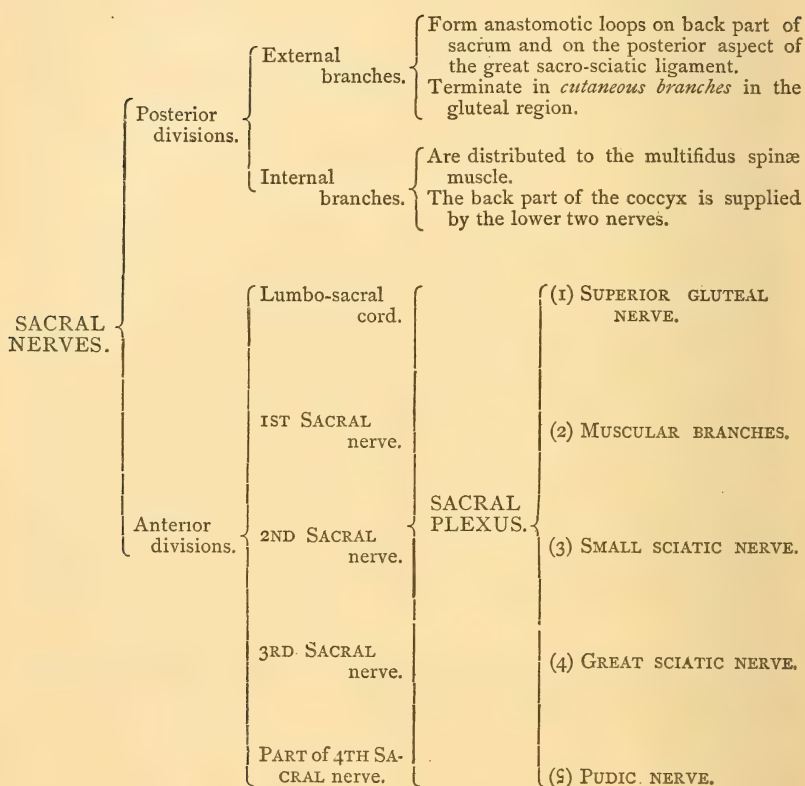 External
branches.
Form anastomotic loops on back part of
sacrum and on the posterior aspect of
the great sacro-sciatic ligament.
Terminate in cutaneous branches in the
gluteal region.
Posterior
divisions.
Internal
branches.
Are distributed to the multifidus spinæ
muscle.
The back part of the coccyx is supplied
by the lower two nerves.
SACRAL
NERVES.
Anterior
divisions.
Lumbo-sacral
cord.
1ST SACRAL
nerve.
2ND SACRAL
nerve.
3RD SACRAL
nerve.
PART of 4TH SA-
CRAL nerve.
SACRAL
PLEXUS.
(1) SUPERIOR GLUTEAL
NERVE.
(2) MUSCULAR BRANCHES.
(3) SMALL SCIATIC NERVE.
(4) GREAT SCIATIC NERVE.
(5) PUDIC NERVE.